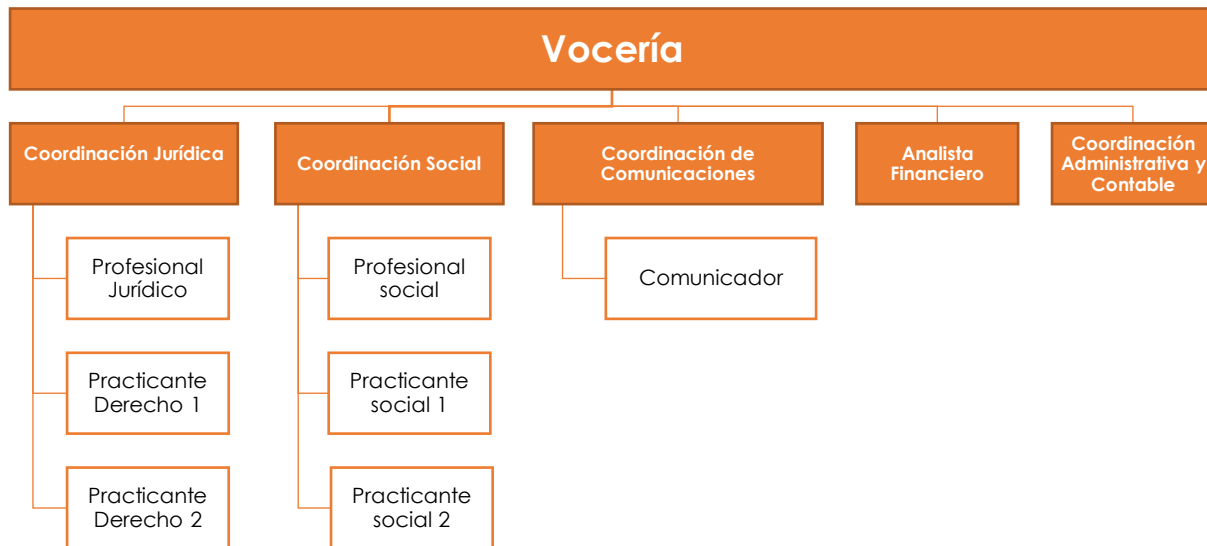 Vocería
Coordinación Jurídica
Coordinación Social
Coordinación de
Comunicaciones
Analista
Financiero
Coordinación
Administrativa y
Contable
Profesional
Jurídico
Profesional
social
Comunicador
Practicante
Derecho 1
Practicante
social 1
Practicante
Derecho 2
Practicante
social 2